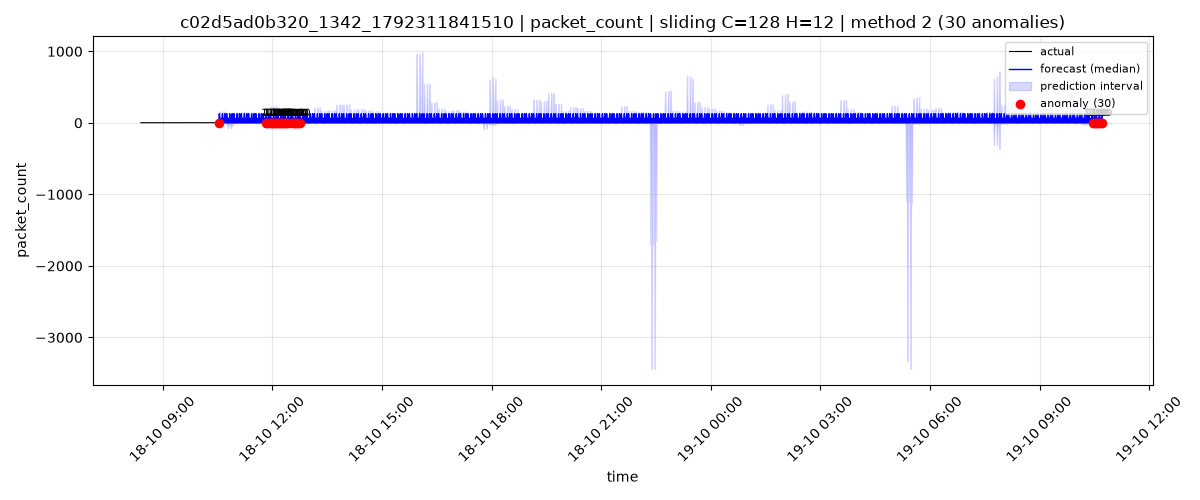 c02d5ad0b320_1342_1792311841510 | packet_count | sliding C=128 H=12 | method 2 (30 anomalies)
packet_count
1000
0
−1000
−2000
−3000
actual
forecast (median)
prediction interval
anomaly (30)
18-10 09:00
18-10 12:00
18-10 15:00
18-10 18:00
18-10 21:00
19-10 00:00
19-10 03:00
19-10 06:00
19-10 09:00
19-10 12:00
time